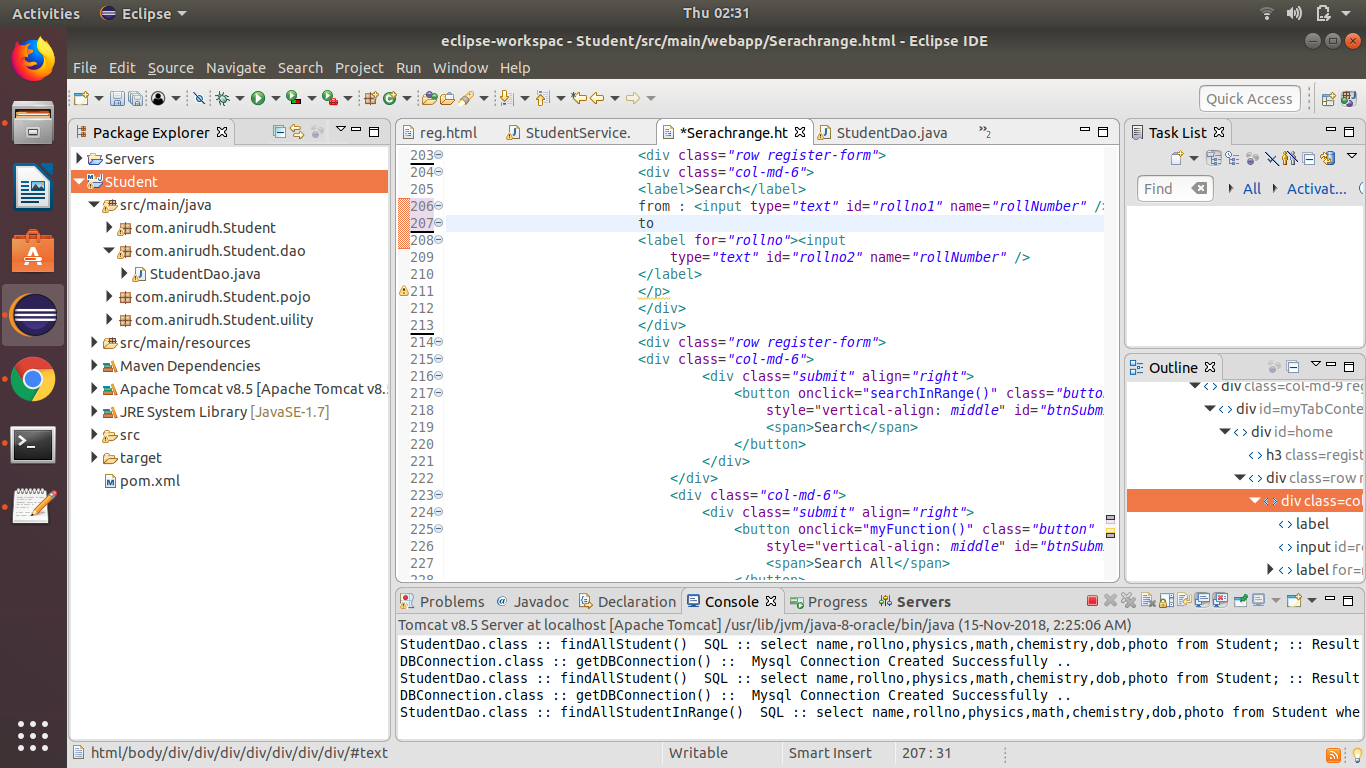 Activities Eclipse Thu 02:31
eclipse-workspac - Student/src/main/webapp/Serachrange.html - Eclipse IDE
File Edit Source Navigate Search Project Run Window Help
Quick Access
Package Explorer
Servers
Student
src/main/java
com.anirudh.Student
com.anirudh.Student.dao
StudentDao.java
com.anirudh.Student.pojo
com.anirudh.Student.uility
src/main/resources
Maven Dependencies
Apache Tomcat v8.5 [Apache Tomcat v8.
JRE System Library [JavaSE-1.7]
src
target
pom.xml
reg.html StudentService. *Serachrange.ht StudentDao.java »2
203 <div class="row register-form">
204 <div class="col-md-6">
205 <label>Search</label>
206 from : <input type="text" id="rollno1" name="rollNumber" />
207 to
208 <label for="rollno"><input
209 type="text" id="rollno2" name="rollNumber" />
210 </label>
211 </p>
212 </div>
213 </div>
214 <div class="row register-form">
215 <div class="col-md-6">
216 <div class="submit" align="right">
217 <button onclick="searchInRange()" class="button
218 style="vertical-align: middle" id="btnSubm
219 <span>Search</span>
220 </button>
221 </div>
222 </div>
223 <div class="col-md-6">
224 <div class="submit" align="right">
225 <button onclick="myFunction()" class="button"
226 style="vertical-align: middle" id="btnSubm
227 <span>Search All</span>
228 </button>
Task List
Find All Activat...
Outline
div class=col-md-9 reg
div id=myTabConte
div id=home
h3 class=regist
div class=row r
div class=col
label
input id=r
label for=r
Problems Javadoc Declaration Console Progress Servers
Tomcat v8.5 Server at localhost [Apache Tomcat] /usr/lib/jvm/java-8-oracle/bin/java (15-Nov-2018, 2:25:06 AM)
StudentDao.class :: findAllStudent() SQL :: select name,rollno,physics,math,chemistry,dob,photo from Student; :: Result
DBConnection.class :: getDBConnection() :: Mysql Connection Created Successfully ..
StudentDao.class :: findAllStudent() SQL :: select name,rollno,physics,math,chemistry,dob,photo from Student; :: Result
DBConnection.class :: getDBConnection() :: Mysql Connection Created Successfully ..
StudentDao.class :: findAllStudentInRange() SQL :: select name,rollno,physics,math,chemistry,dob,photo from Student whe
html/body/div/div/div/div/div/div/div/#text Writable Smart Insert 207 : 31